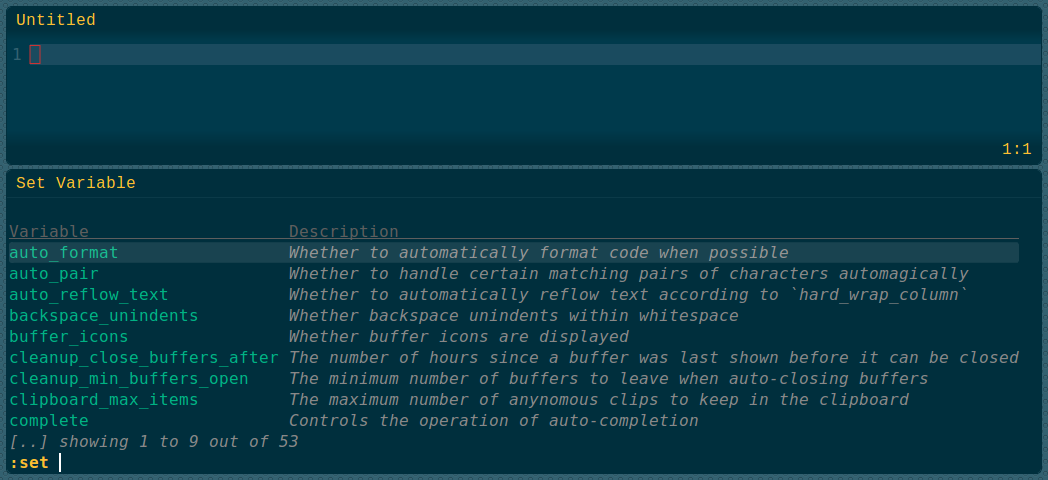 Untitled
1
1:1
Set Variable
Variable Description
auto_format Whether to automatically format code when possible
auto_pair Whether to handle certain matching pairs of characters automagically
auto_reflow_text Whether to automatically reflow text according to `hard_wrap_column`
backspace_unindents Whether backspace unindents within whitespace
buffer_icons Whether buffer icons are displayed
cleanup_close_buffers_after The number of hours since a buffer was last shown before it can be closed
cleanup_min_buffers_open The minimum number of buffers to leave when auto-closing buffers
clipboard_max_items The maximum number of anynomous clips to keep in the clipboard
complete Controls the operation of auto-completion
[..] showing 1 to 9 out of 53
:set